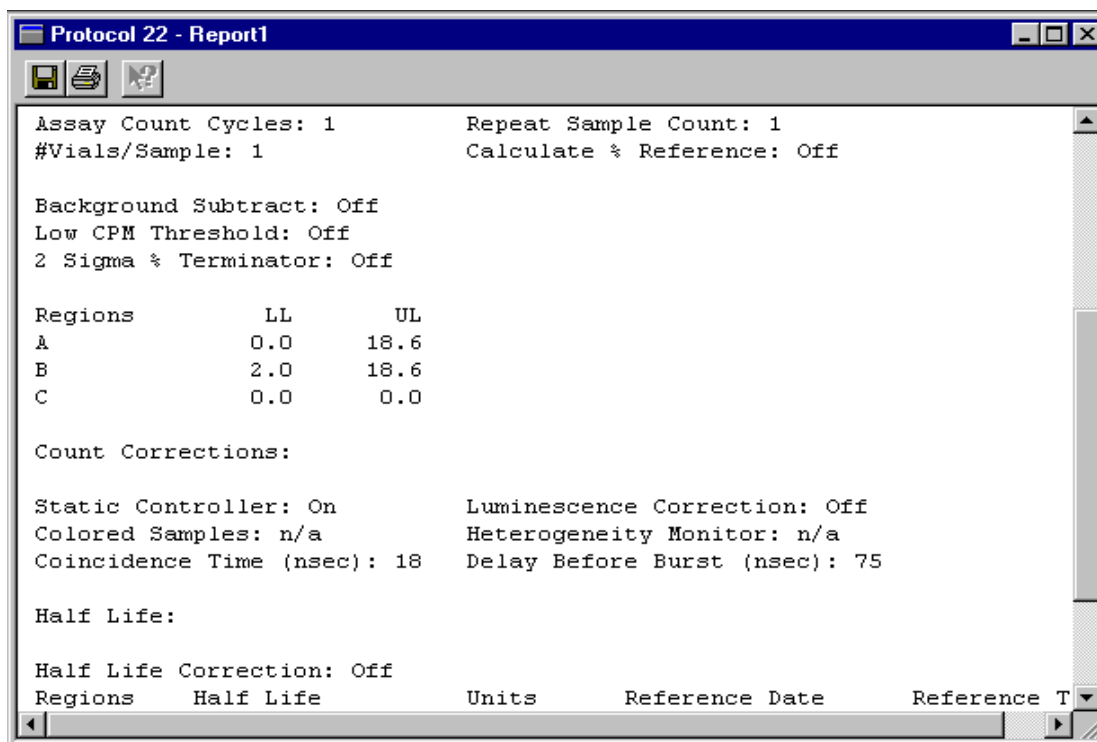 Protocol 22 - Report1
Assay Count Cycles: 1 Repeat Sample Count: 1
#Vials/Sample: 1 Calculate % Reference: Off
Background Subtract: Off
Low CPM Threshold: Off
2 Sigma % Terminator: Off
Regions LL UL
A 0.0 18.6
B 2.0 18.6
C 0.0 0.0
Count Corrections:
Static Controller: On Luminescence Correction: Off
Colored Samples: n/a Heterogeneity Monitor: n/a
Coincidence Time (nsec): 18 Delay Before Burst (nsec): 75
Half Life:
Half Life Correction: Off
Regions Half Life Units Reference Date Reference T